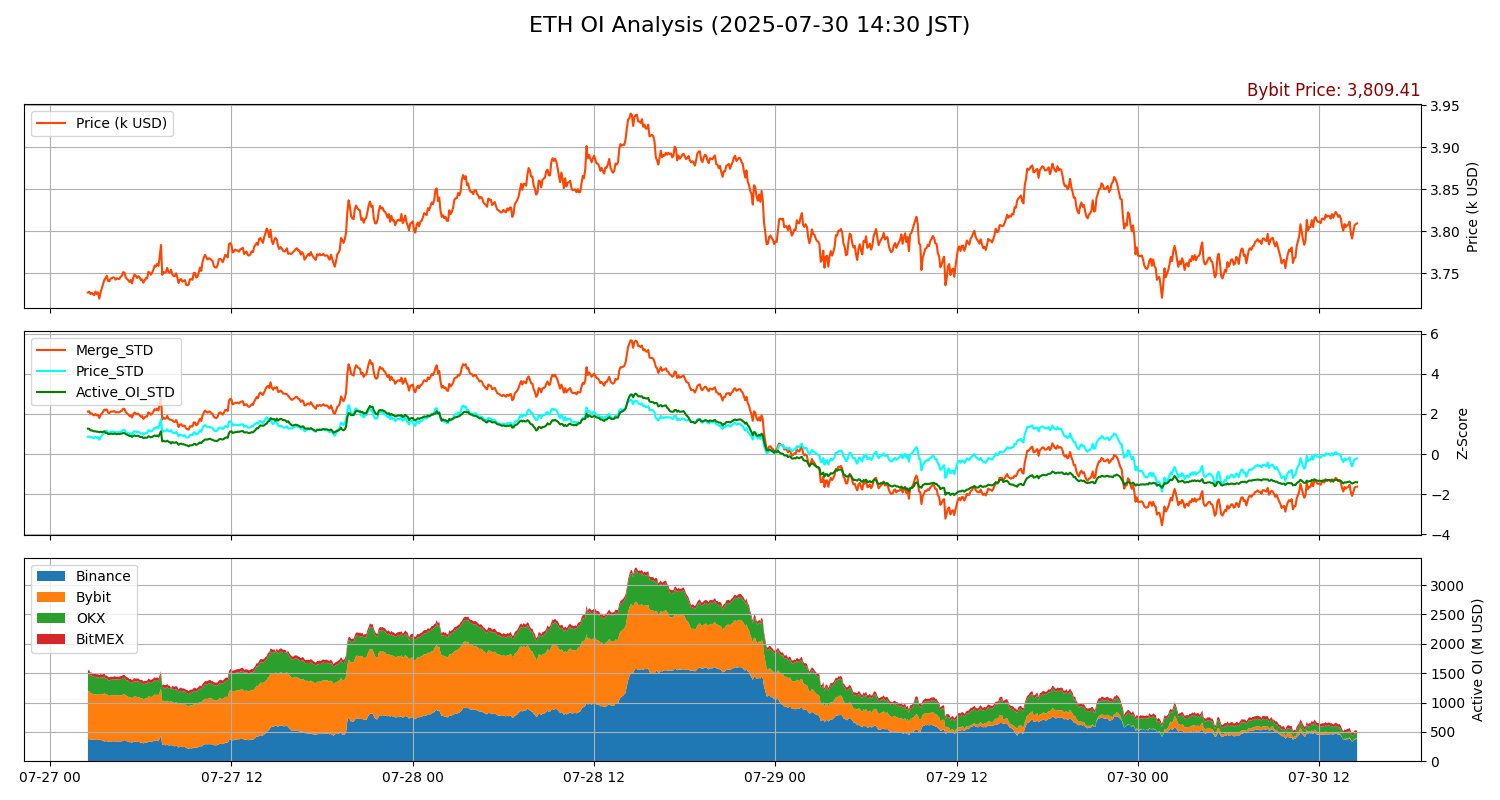 ETH OI Analysis (2025-07-30 14:30 JST)
Bybit Price: 3,809.41
Price (k USD)
3.95
3.90
3.85
3.80
3.75
Price (k USD)
Merge_STD
Price_STD
Active_OI_STD
6
4
2
0
−2
−4
Z-Score
Binance
Bybit
OKX
BitMEX
3000
2500
2000
1500
1000
500
0
Active OI (M USD)
07-27 00
07-27 12
07-28 00
07-28 12
07-29 00
07-29 12
07-30 00
07-30 12